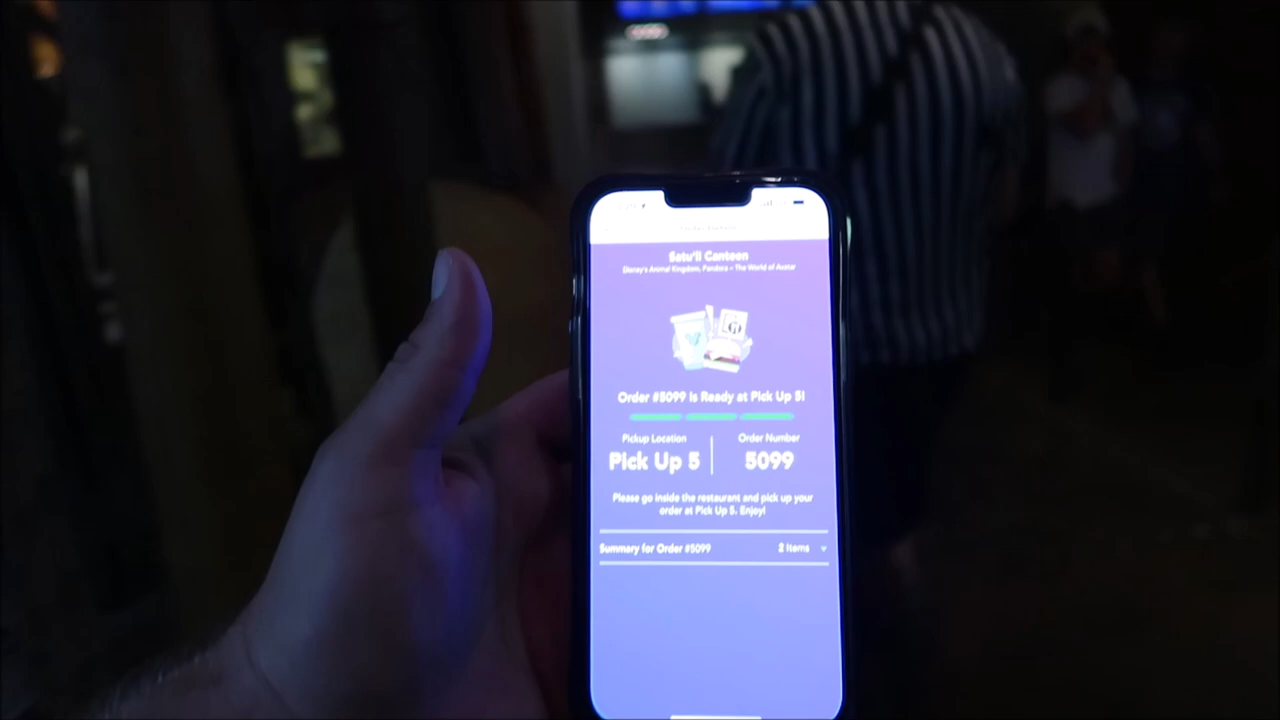 Satu'li Canteen
Disney's Animal Kingdom, Pandora – The World of Avatar
Order #5099 is Ready at Pick Up 5!
Pickup Location
Order Number
Pick Up 5
5099
Please go inside the restaurant and pick up your
order at Pick Up 5. Enjoy!
Summary for Order #5099
2 Items